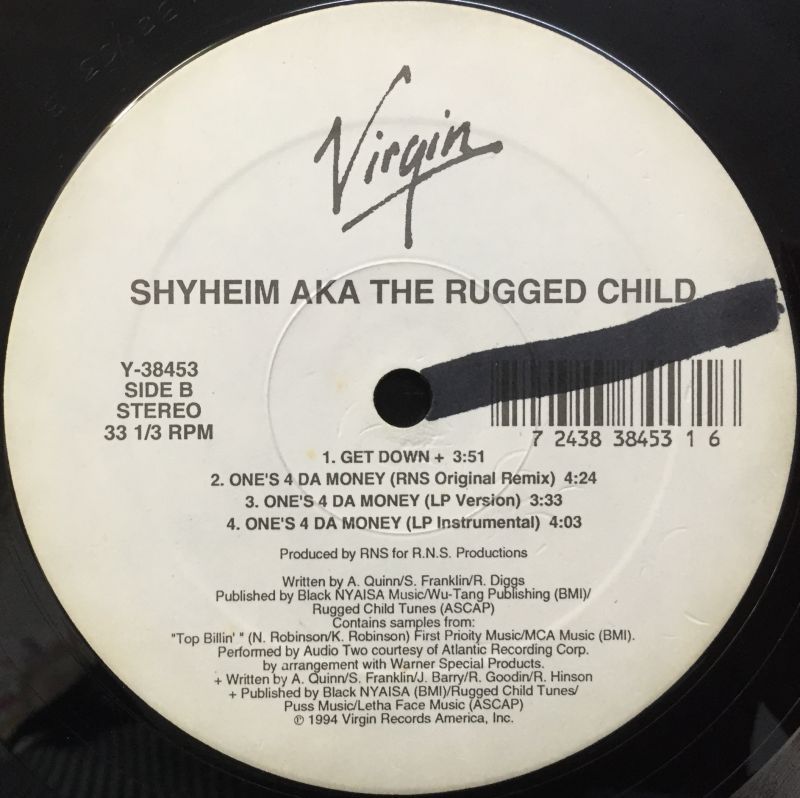 Virgin
SHYHEIM AKA THE RUGGED CHILD
Y-38453
SIDE B
STEREO
33 1/3 RPM
7 2438 38453 1 6
1. GET DOWN + 3:51
2. ONE'S 4 DA MONEY (RNS Original Remix) 4:24
3. ONE'S 4 DA MONEY (LP Version) 3:33
4. ONE'S 4 DA MONEY (LP Instrumental) 4:03
Produced by RNS for R.N.S. Productions
Written by A. Quinn/S. Franklin/R. Diggs
Published by Black NYAISA Music/Wu-Tang Publishing (BMI)/
Rugged Child Tunes (ASCAP)
Contains samples from:
"Top Billin' " (N. Robinson/K. Robinson) First Prioity Music/MCA Music (BMI).
Performed by Audio Two courtesy of Atlantic Recording Corp.
by arrangement with Warner Special Products.
+ Written by A. Quinn/S. Franklin/J. Barry/R. Goodin/R. Hinson
+ Published by Black NYAISA (BMI)/Rugged Child Tunes/
Puss Music/Letha Face Music (ASCAP)
℗ 1994 Virgin Records America, Inc.